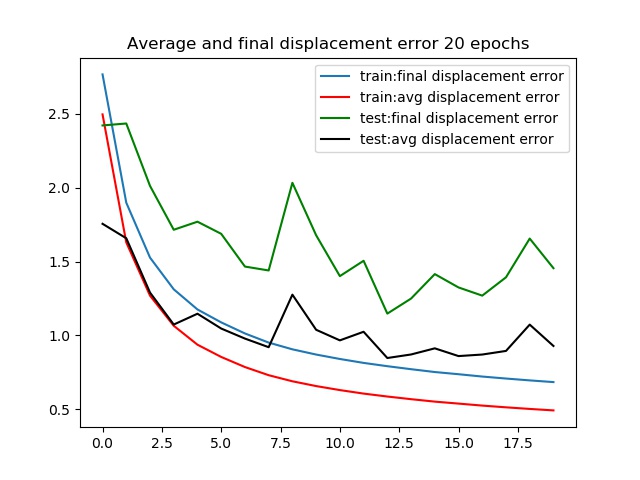 Average and final displacement error 20 epochs
train:final displacement error
train:avg displacement error
test:final displacement error
test:avg displacement error
2.5
2.0
1.5
1.0
0.5
0.0 2.5 5.0 7.5 10.0 12.5 15.0 17.5